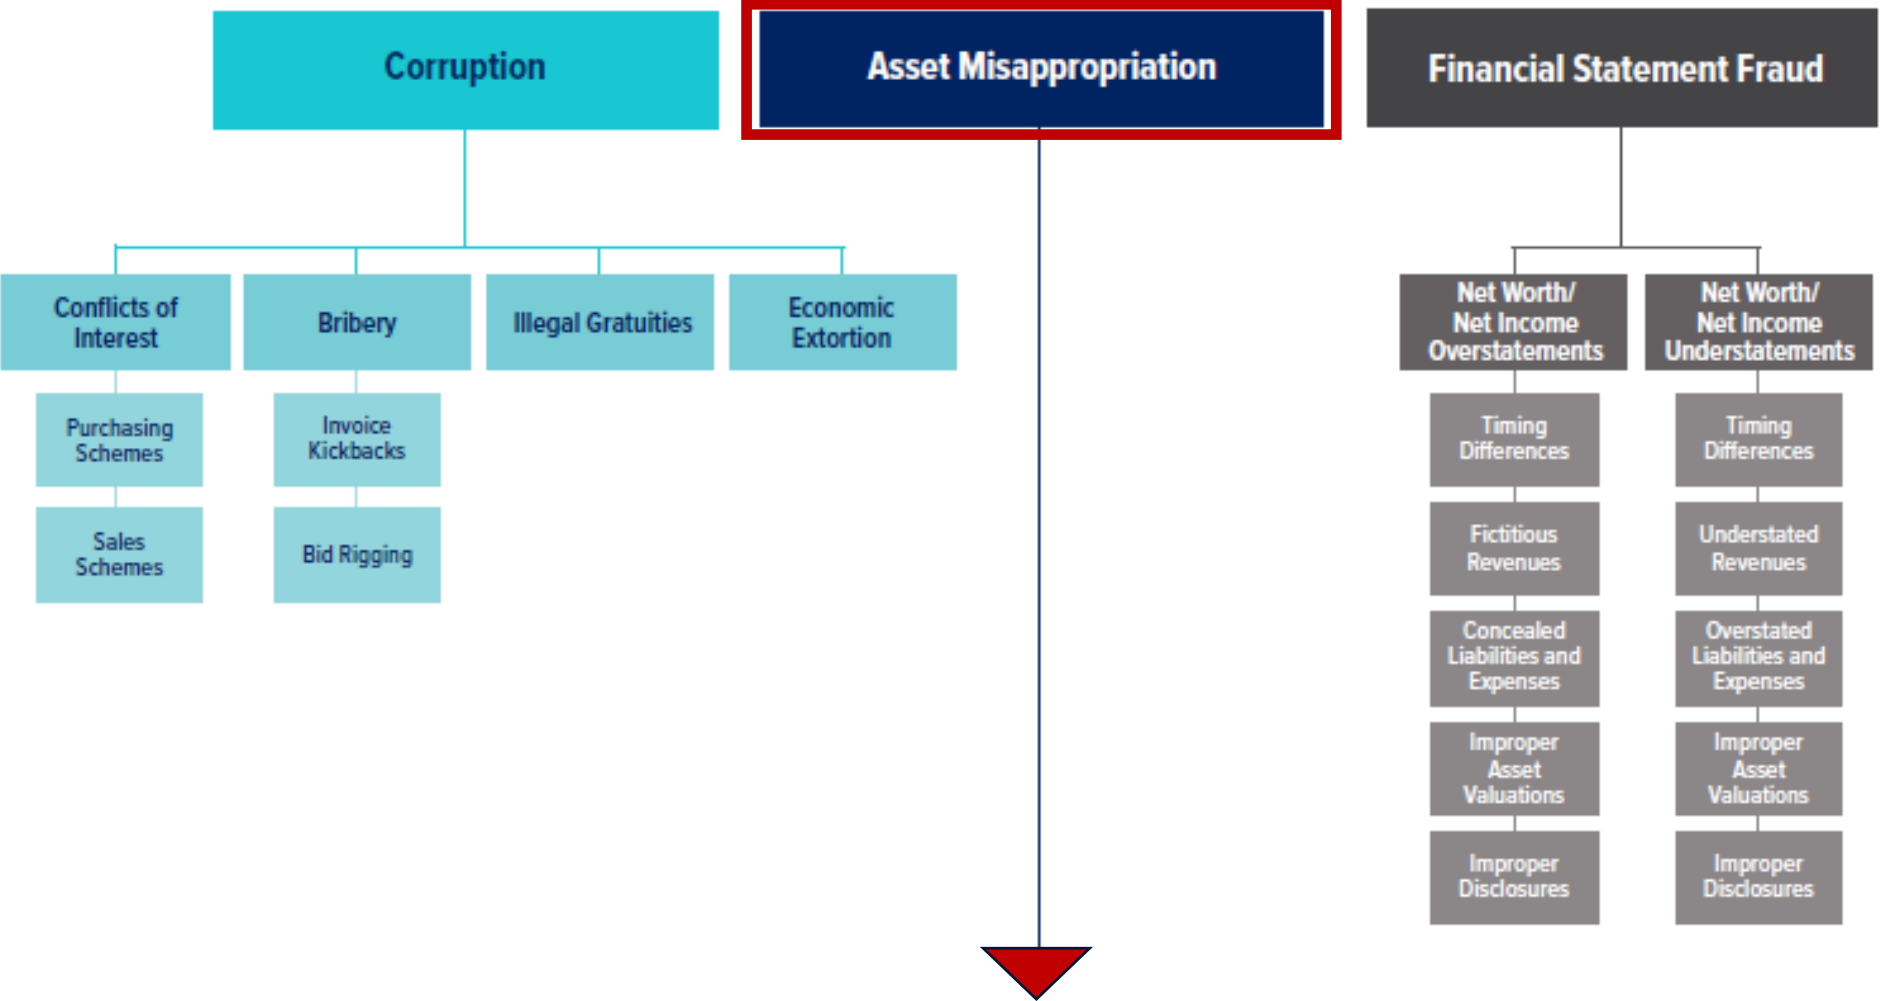 Corruption
Asset Misappropriation
Financial Statement Fraud
Conflicts of
Interest
Bribery
Illegal Gratuities
Economic
Extortion
Net Worth/
Net Income
Overstatements
Net Worth/
Net Income
Understatements
Purchasing
Schemes
Invoice
Kickbacks
Timing
Differences
Timing
Differences
Sales
Schemes
Bid Rigging
Fictitious
Revenues
Understated
Revenues
Concealed
Liabilities and
Expenses
Overstated
Liabilities and
Expenses
Improper
Asset
Valuations
Improper
Asset
Valuations
Improper
Disclosures
Improper
Disclosures